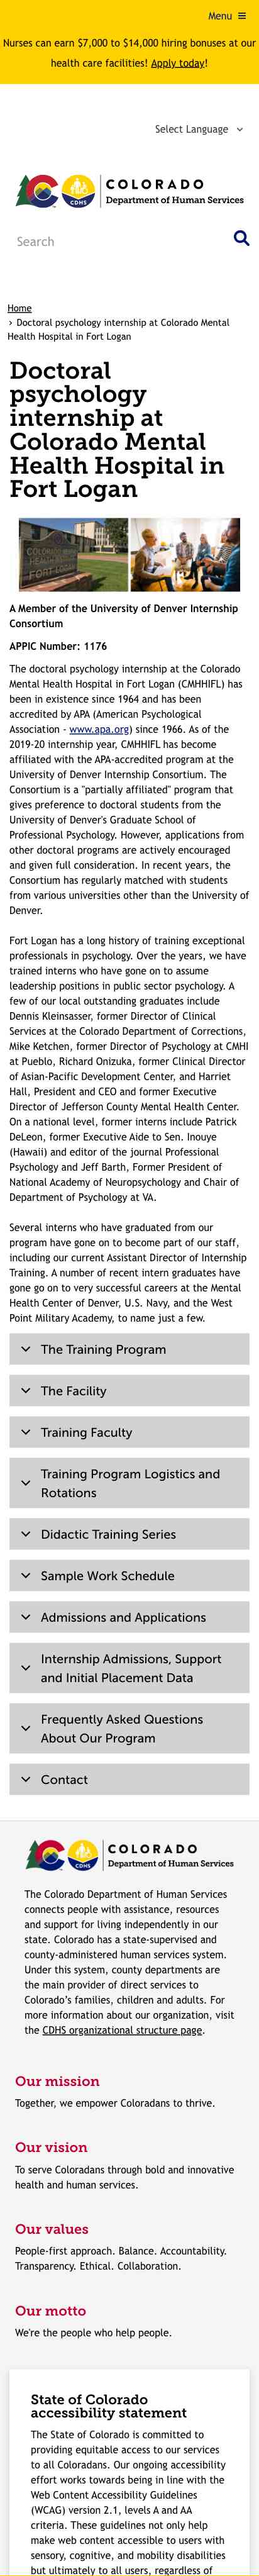 Menu ≡
Nurses can earn $7,000 to $14,000 hiring bonuses at our
health care facilities! Apply today!
Select Language
COLORADO
CDHS
Department of Human Services
Search
Home
› Doctoral psychology internship at Colorado Mental
Health Hospital in Fort Logan
Doctoral
psychology
internship at
Colorado Mental
Health Hospital in
Fort Logan
FORT LOGAN
A Member of the University of Denver Internship
Consortium
APPIC Number: 1176
The doctoral psychology internship at the Colorado
Mental Health Hospital in Fort Logan (CMHHIFL) has
been in existence since 1964 and has been
accredited by APA (American Psychological
Association - www.apa.org) since 1966. As of the
2019-20 internship year, CMHHIFL has become
affiliated with the APA-accredited program at the
University of Denver Internship Consortium. The
Consortium is a "partially affiliated" program that
gives preference to doctoral students from the
University of Denver's Graduate School of
Professional Psychology. However, applications from
other doctoral programs are actively encouraged
and given full consideration. In recent years, the
Consortium has regularly matched with students
from various universities other than the University of
Denver.
Fort Logan has a long history of training exceptional
professionals in psychology. Over the years, we have
trained interns who have gone on to assume
leadership positions in public sector psychology. A
few of our local outstanding graduates include
Dennis Kleinsasser, former Director of Clinical
Services at the Colorado Department of Corrections,
Mike Ketchen, former Director of Psychology at CMHI
at Pueblo, Richard Onizuka, former Clinical Director
of Asian-Pacific Development Center, and Harriet
Hall, President and CEO and former Executive
Director of Jefferson County Mental Health Center.
On a national level, former interns include Patrick
DeLeon, former Executive Aide to Sen. Inouye
(Hawaii) and editor of the journal Professional
Psychology and Jeff Barth, Former President of
National Academy of Neuropsychology and Chair of
Department of Psychology at VA.
Several interns who have graduated from our
program have gone on to become part of our staff,
including our current Assistant Director of Internship
Training. A number of recent intern graduates have
gone go on to very successful careers at the Mental
Health Center of Denver, U.S. Navy, and the West
Point Military Academy, to name just a few.
The Training Program
The Facility
Training Faculty
Training Program Logistics and
Rotations
Didactic Training Series
Sample Work Schedule
Admissions and Applications
Internship Admissions, Support
and Initial Placement Data
Frequently Asked Questions
About Our Program
Contact
COLORADO
CDHS
Department of Human Services
The Colorado Department of Human Services
connects people with assistance, resources
and support for living independently in our
state. Colorado has a state-supervised and
county-administered human services system.
Under this system, county departments are
the main provider of direct services to
Colorado’s families, children and adults. For
more information about our organization, visit
the CDHS organizational structure page.
Our mission
Together, we empower Coloradans to thrive.
Our vision
To serve Coloradans through bold and innovative
health and human services.
Our values
People-first approach. Balance. Accountability.
Transparency. Ethical. Collaboration.
Our motto
We're the people who help people.
State of Colorado
accessibility statement
The State of Colorado is committed to
providing equitable access to our services
to all Coloradans. Our ongoing accessibility
effort works towards being in line with the
Web Content Accessibility Guidelines
(WCAG) version 2.1, levels A and AA
criteria. These guidelines not only help
make web content accessible to users with
sensory, cognitive, and mobility disabilities
but ultimately to all users, regardless of